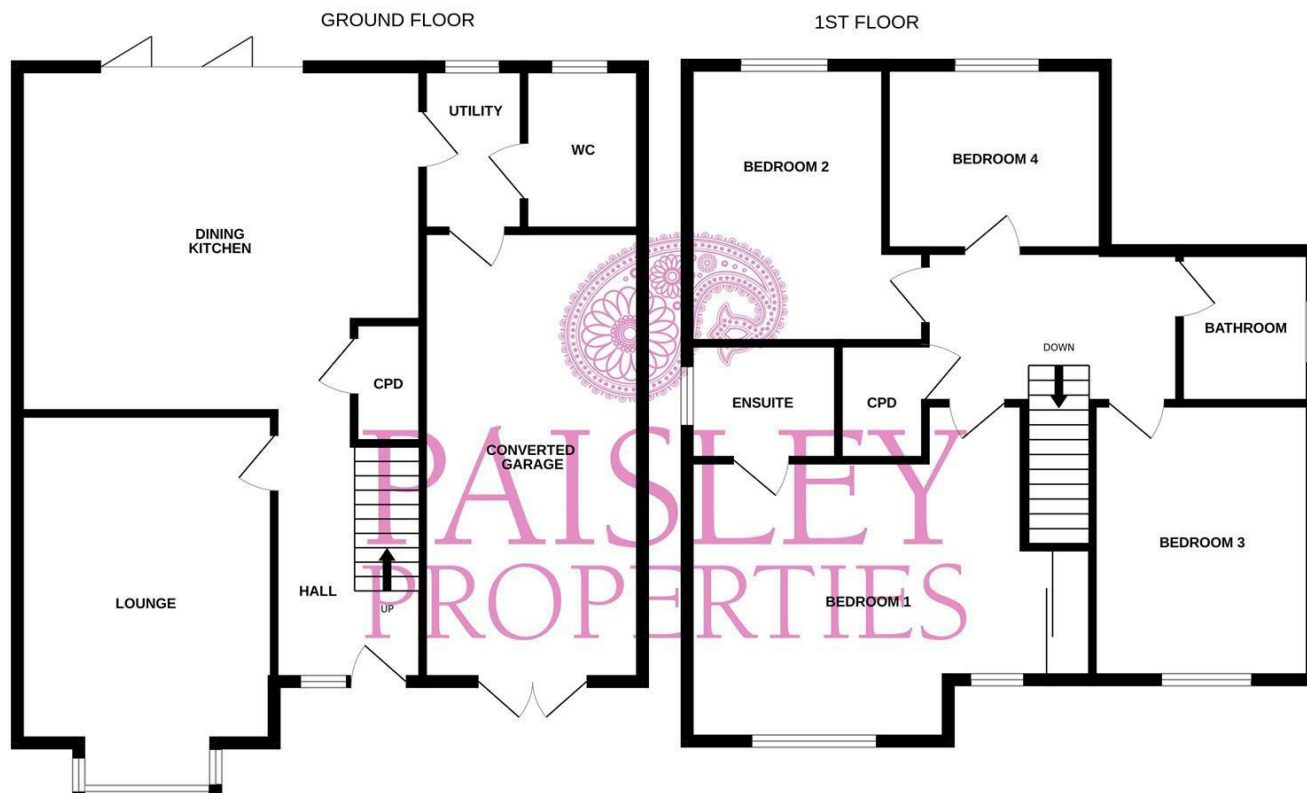 GROUND FLOOR
1ST FLOOR
UTILITY
WC
DINING
KITCHEN
CPD
CONVERTED
GARAGE
LOUNGE
HALL
UP
BEDROOM 2
BEDROOM 4
BATHROOM
DOWN
ENSUITE
CPD
BEDROOM 3
BEDROOM 1
PAISLEY
PROPERTIES